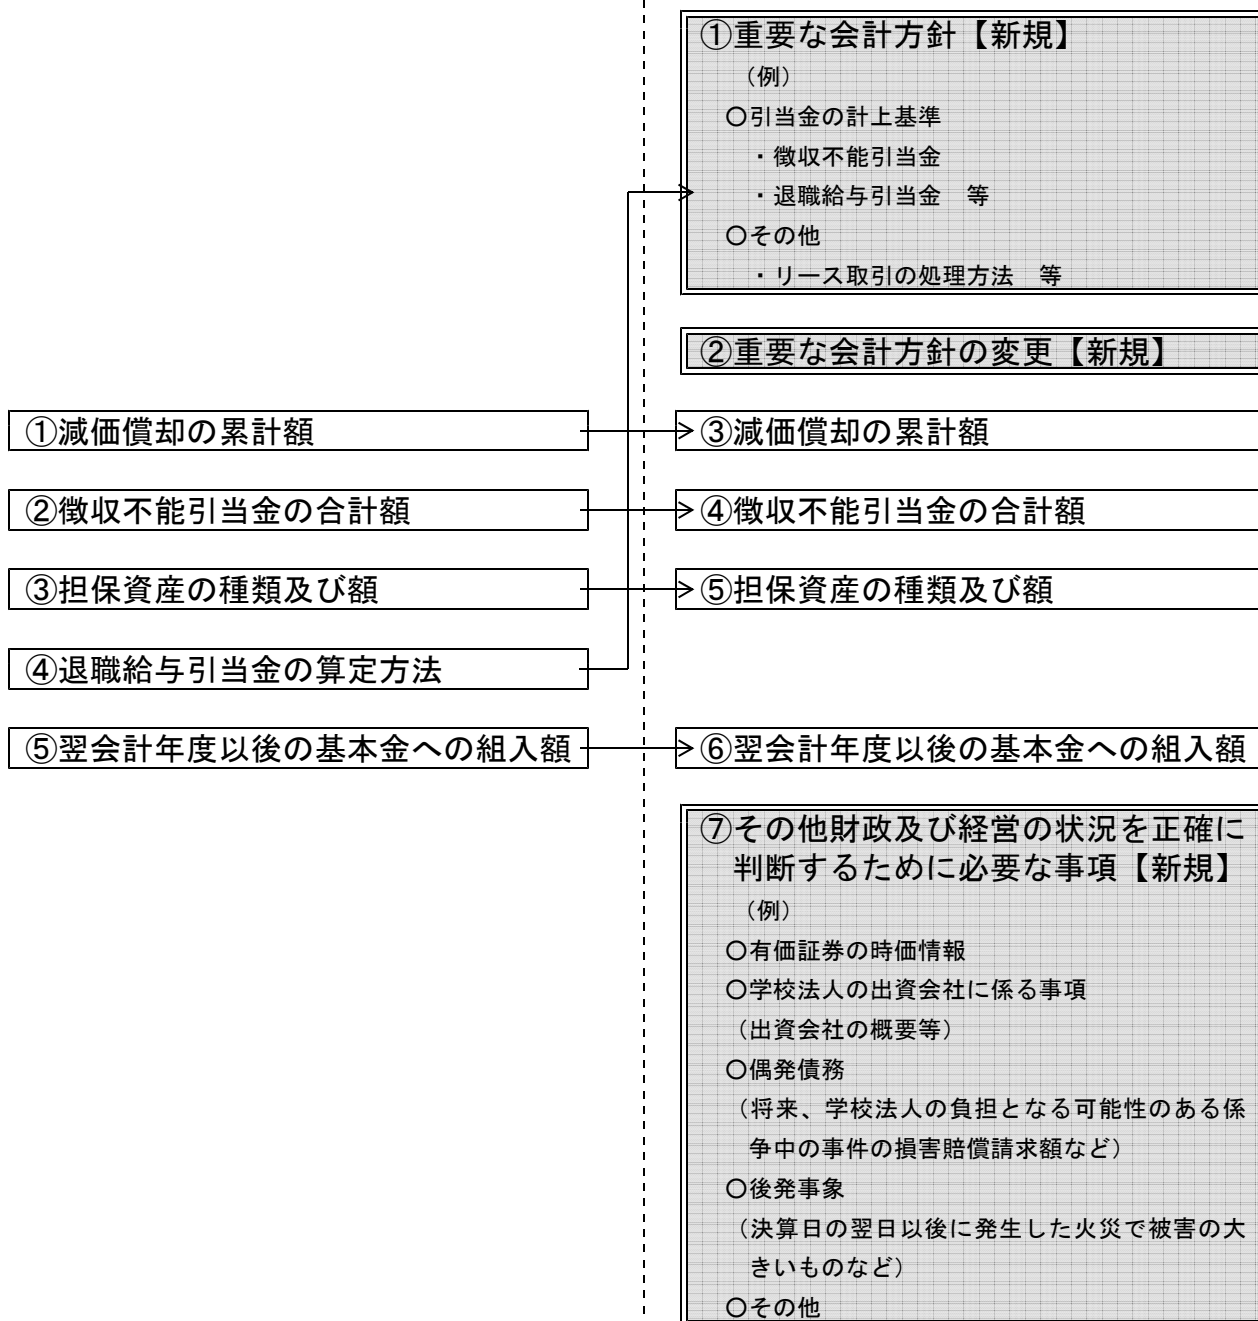 ①重要な会計方針【新規】
（例）
○引当金の計上基準
・徴収不能引当金
・退職給与引当金　等
○その他
・リース取引の処理方法　等
②重要な会計方針の変更【新規】
①減価償却の累計額
③減価償却の累計額
②徴収不能引当金の合計額
④徴収不能引当金の合計額
③担保資産の種類及び額
⑤担保資産の種類及び額
④退職給与引当金の算定方法
⑤翌会計年度以後の基本金への組入額
⑥翌会計年度以後の基本金への組入額
⑦その他財政及び経営の状況を正確に
判断するために必要な事項【新規】
（例）
○有価証券の時価情報
○学校法人の出資会社に係る事項
（出資会社の概要等）
○偶発債務
（将来、学校法人の負担となる可能性のある係
争中の事件の損害賠償請求額など）
○後発事象
（決算日の翌日以後に発生した火災で被害の大
きいものなど）
○その他